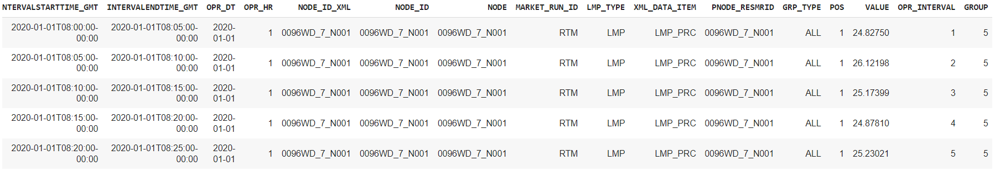 NTERVALSTARTTIME_GMT INTERVALENDTIME_GMT OPR_DT OPR_HR NODE_ID_XML NODE_ID NODE MARKET_RUN_ID LMP_TYPE XML_DATA_ITEM PNODE_RESMRID GRP_TYPE POS VALUE OPR_INTERVAL GROUP
2020-01-01T08:00:00- 2020-01-01T08:05:00- 2020-
00:00 00:00 01-01 1 0096WD_7_N001 0096WD_7_N001 0096WD_7_N001 RTM LMP LMP_PRC 0096WD_7_N001 ALL 1 24.82750 1 5
2020-01-01T08:05:00- 2020-01-01T08:10:00- 2020-
00:00 00:00 01-01 1 0096WD_7_N001 0096WD_7_N001 0096WD_7_N001 RTM LMP LMP_PRC 0096WD_7_N001 ALL 1 26.12198 2 5
2020-01-01T08:10:00- 2020-01-01T08:15:00- 2020-
00:00 00:00 01-01 1 0096WD_7_N001 0096WD_7_N001 0096WD_7_N001 RTM LMP LMP_PRC 0096WD_7_N001 ALL 1 25.17399 3 5
2020-01-01T08:15:00- 2020-01-01T08:20:00- 2020-
00:00 00:00 01-01 1 0096WD_7_N001 0096WD_7_N001 0096WD_7_N001 RTM LMP LMP_PRC 0096WD_7_N001 ALL 1 24.87810 4 5
2020-01-01T08:20:00- 2020-01-01T08:25:00- 2020-
00:00 00:00 01-01 1 0096WD_7_N001 0096WD_7_N001 0096WD_7_N001 RTM LMP LMP_PRC 0096WD_7_N001 ALL 1 25.23021 5 5